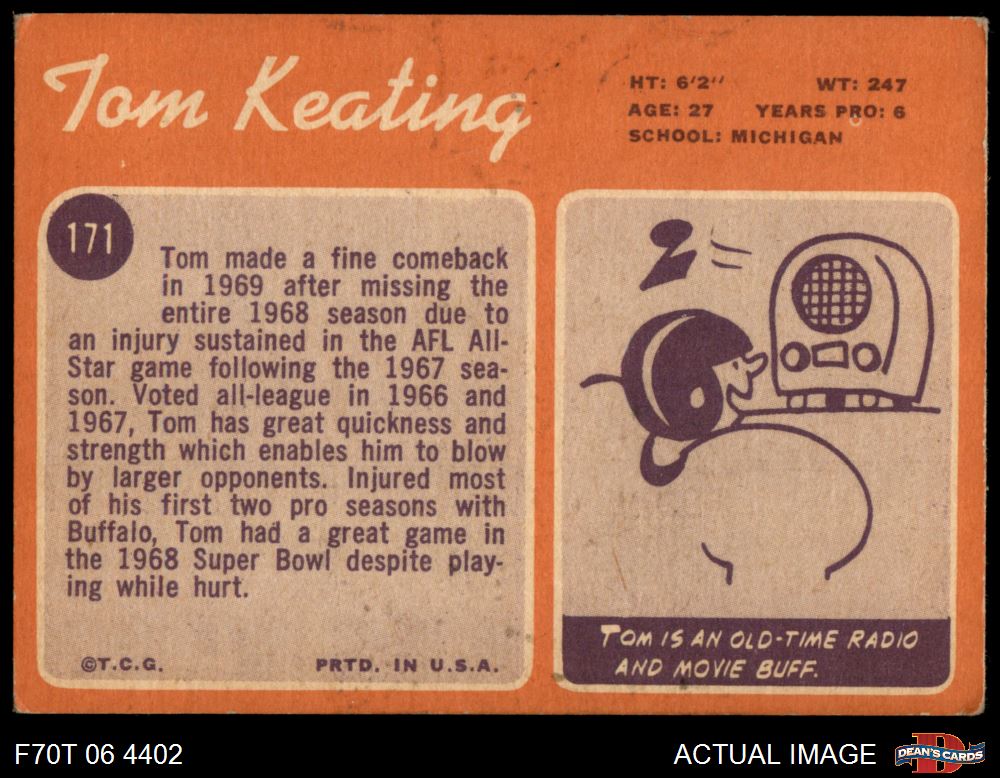 Tom Keating
HT: 6'2"
WT: 247
AGE: 27
YEARS PRO: 6
SCHOOL: MICHIGAN
171
Tom made a fine comeback
in 1969 after missing the
entire 1968 season due to
an injury sustained in the AFL All-
Star game following the 1967 sea-
son. Voted all-league in 1966 and
1967, Tom has great quickness and
strength which enables him to blow
by larger opponents. Injured most
of his first two pro seasons with
Buffalo, Tom had a great game in
the 1968 Super Bowl despite play-
ing while hurt.
©T.C.G.
PRTD. IN U.S.A.
TOM IS AN OLD-TIME RADIO
AND MOVIE BUFF.
F70T 06 4402
ACTUAL IMAGE
D
DEAN'S CARDS